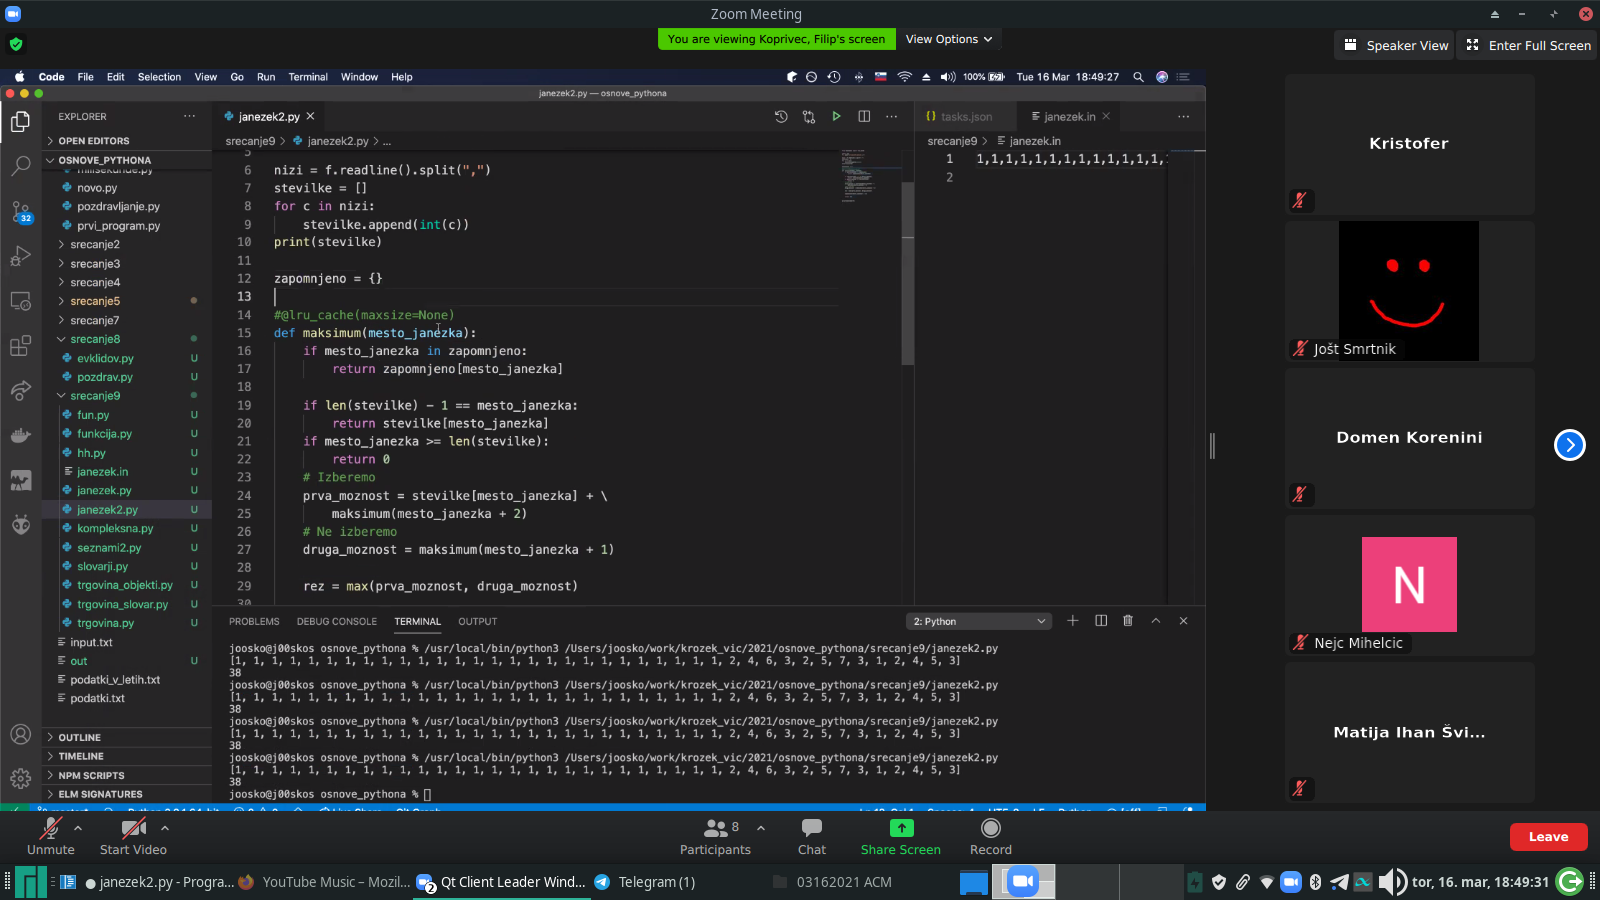 Zoom Meeting
You are viewing Koprivec, Filip's screen
View Options
Speaker View
Enter Full Screen
Code File Edit Selection View Go Run Terminal Window Help
100% Tue 16 Mar 18:49:27
janezek2.py — osnove_pythona
EXPLORER
janezek2.py
tasks.json
janezek.in
OPEN EDITORS
srecanje9 > janezek2.py > ...
srecanje9 > janezek.in
OSNOVE_PYTHONA
milisekunde.py
novo.py
pozdravljanje.py
prvi_program.py
srecanje2
srecanje3
srecanje4
srecanje5
srecanje7
srecanje8
evklidov.py U
pozdrav.py U
srecanje9
fun.py U
funkcija.py U
hh.py U
janezek.in U
janezek.py U
janezek2.py U
kompleksna.py U
seznami2.py U
slovarji.py U
trgovina_objekti.py U
trgovina_slovar.py U
trgovina.py U
input.txt
out U
podatki_v_letih.txt
podatki.txt
OUTLINE
TIMELINE
NPM SCRIPTS
ELM SIGNATURES
32
5
6 nizi = f.readline().split(",")
7 stevilke = []
8 for c in nizi:
9 stevilke.append(int(c))
10 print(stevilke)
11
12 zapomnjeno = {}
13
14 #@lru_cache(maxsize=None)
15 def maksimum(mesto_janezka):
16 if mesto_janezka in zapomnjeno:
17 return zapomnjeno[mesto_janezka]
18
19 if len(stevilke) - 1 == mesto_janezka:
20 return stevilke[mesto_janezka]
21 if mesto_janezka >= len(stevilke):
22 return 0
23 # Izberemo
24 prva_moznost = stevilke[mesto_janezka] + \
25 maksimum(mesto_janezka + 2)
26 # Ne izberemo
27 druga_moznost = maksimum(mesto_janezka + 1)
28
29 rez = max(prva_moznost, druga_moznost)
30
1 1,1,1,1,1,1,1,1,1,1,1,1,1,
2
PROBLEMS DEBUG CONSOLE TERMINAL OUTPUT
2: Python
joosko@j00skos osnove_pythona % /usr/local/bin/python3 /Users/joosko/work/krozek_vic/2021/osnove_pythona/srecanje9/janezek2.py
[1, 1, 1, 1, 1, 1, 1, 1, 1, 1, 1, 1, 1, 1, 1, 1, 1, 1, 1, 1, 1, 1, 1, 1, 1, 1, 1, 2, 4, 6, 3, 2, 5, 7, 3, 1, 2, 4, 5, 3]
38
joosko@j00skos osnove_pythona % /usr/local/bin/python3 /Users/joosko/work/krozek_vic/2021/osnove_pythona/srecanje9/janezek2.py
[1, 1, 1, 1, 1, 1, 1, 1, 1, 1, 1, 1, 1, 1, 1, 1, 1, 1, 1, 1, 1, 1, 1, 1, 1, 1, 1, 2, 4, 6, 3, 2, 5, 7, 3, 1, 2, 4, 5, 3]
38
joosko@j00skos osnove_pythona % /usr/local/bin/python3 /Users/joosko/work/krozek_vic/2021/osnove_pythona/srecanje9/janezek2.py
[1, 1, 1, 1, 1, 1, 1, 1, 1, 1, 1, 1, 1, 1, 1, 1, 1, 1, 1, 1, 1, 1, 1, 1, 1, 1, 1, 2, 4, 6, 3, 2, 5, 7, 3, 1, 2, 4, 5, 3]
38
joosko@j00skos osnove_pythona % /usr/local/bin/python3 /Users/joosko/work/krozek_vic/2021/osnove_pythona/srecanje9/janezek2.py
[1, 1, 1, 1, 1, 1, 1, 1, 1, 1, 1, 1, 1, 1, 1, 1, 1, 1, 1, 1, 1, 1, 1, 1, 1, 1, 1, 2, 4, 6, 3, 2, 5, 7, 3, 1, 2, 4, 5, 3]
38
joosko@j00skos osnove_pythona %
Kristofer
Jošt Smrtnik
Domen Korenini
N
Nejc Mihelcic
Matija Ihan Švi...
Unmute
Start Video
8
Participants
Chat
Share Screen
Record
Leave
janezek2.py - Progra...
YouTube Music – Mozil...
2
Qt Client Leader Wind...
Telegram (1)
03162021 ACM
tor, 16. mar, 18:49:31